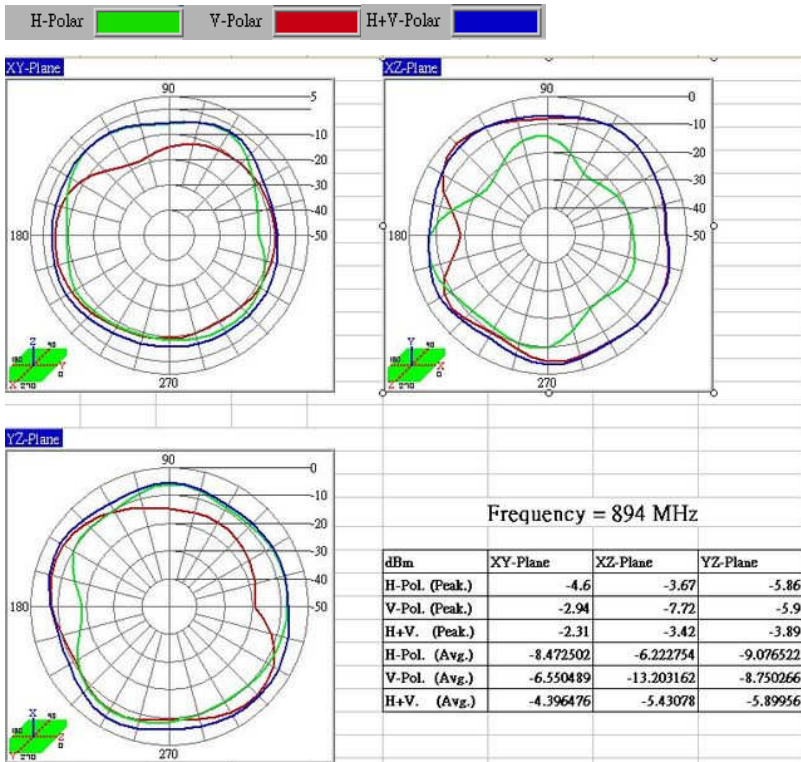 H-Polar V-Polar H+V-Polar
XY-Plane
90
5
-10
-20
-30
-40
-50
180
270
XZ-Plane
90
0
-10
-20
-30
-40
-50
180
270
YZ-Plane
90
0
-10
-20
-30
-40
-50
180
270
Frequency = 894 MHz
dBm XY-Plane XZ-Plane YZ-Plane
H-Pol. (Peak.) -4.6 -3.67 -5.86
V-Pol. (Peak.) -2.94 -7.72 -5.9
H+V. (Peak.) -2.31 -3.42 -3.89
H-Pol. (Avg.) -8.472502 -6.222754 -9.076522
V-Pol. (Avg.) -6.550489 -13.203162 -8.750266
H+V. (Avg.) -4.396476 -5.43078 -5.89956